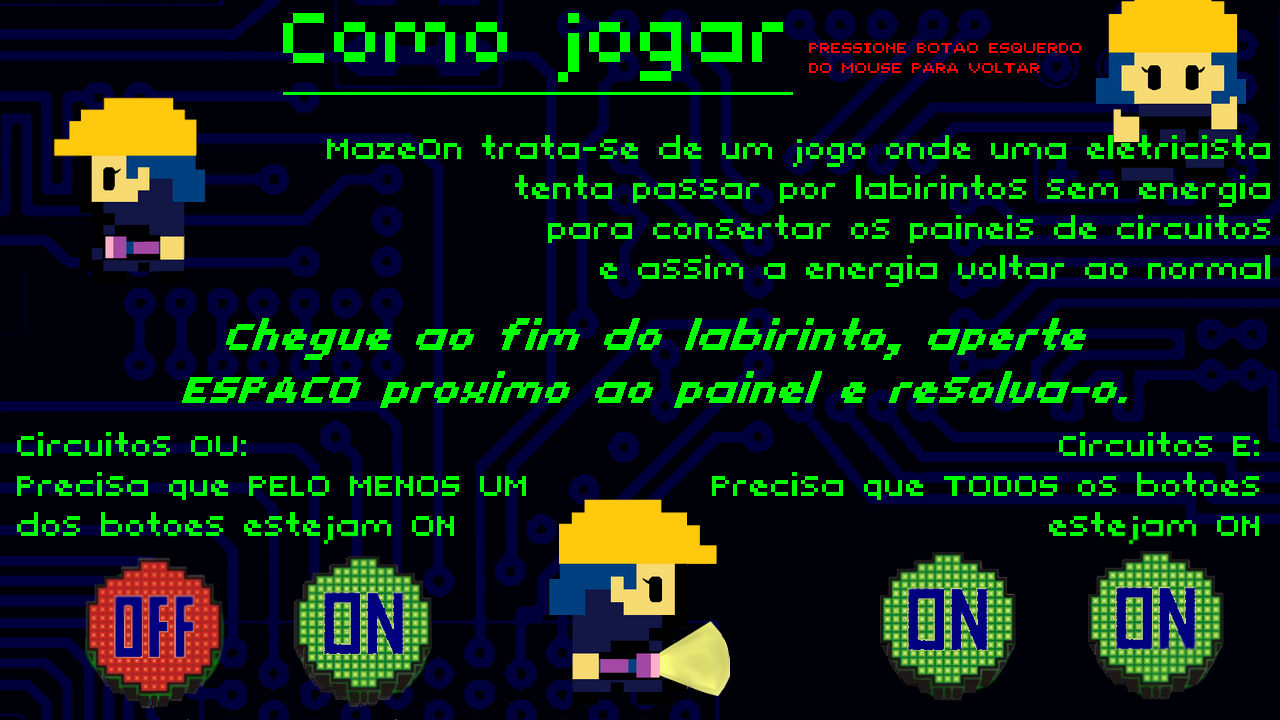 Como jogar
PRESSIONE BOTAO ESQUERDO
DO MOUSE PARA VOLTAR
MazeOn trata-se de um jogo onde uma eletricista
tenta passar por labirintos sem energia
para consertar os paineis de circuitos
e assim a energia voltar ao normal
Chegue ao fim do labirinto, aperte
ESPACO proximo ao painel e resolva-o.
Circuitos OU:
Precisa que PELO MENOS UM
dos botoes estejam ON
Circuitos E:
Precisa que TODOS os botoes
estejam ON
OFF
ON
ON
ON